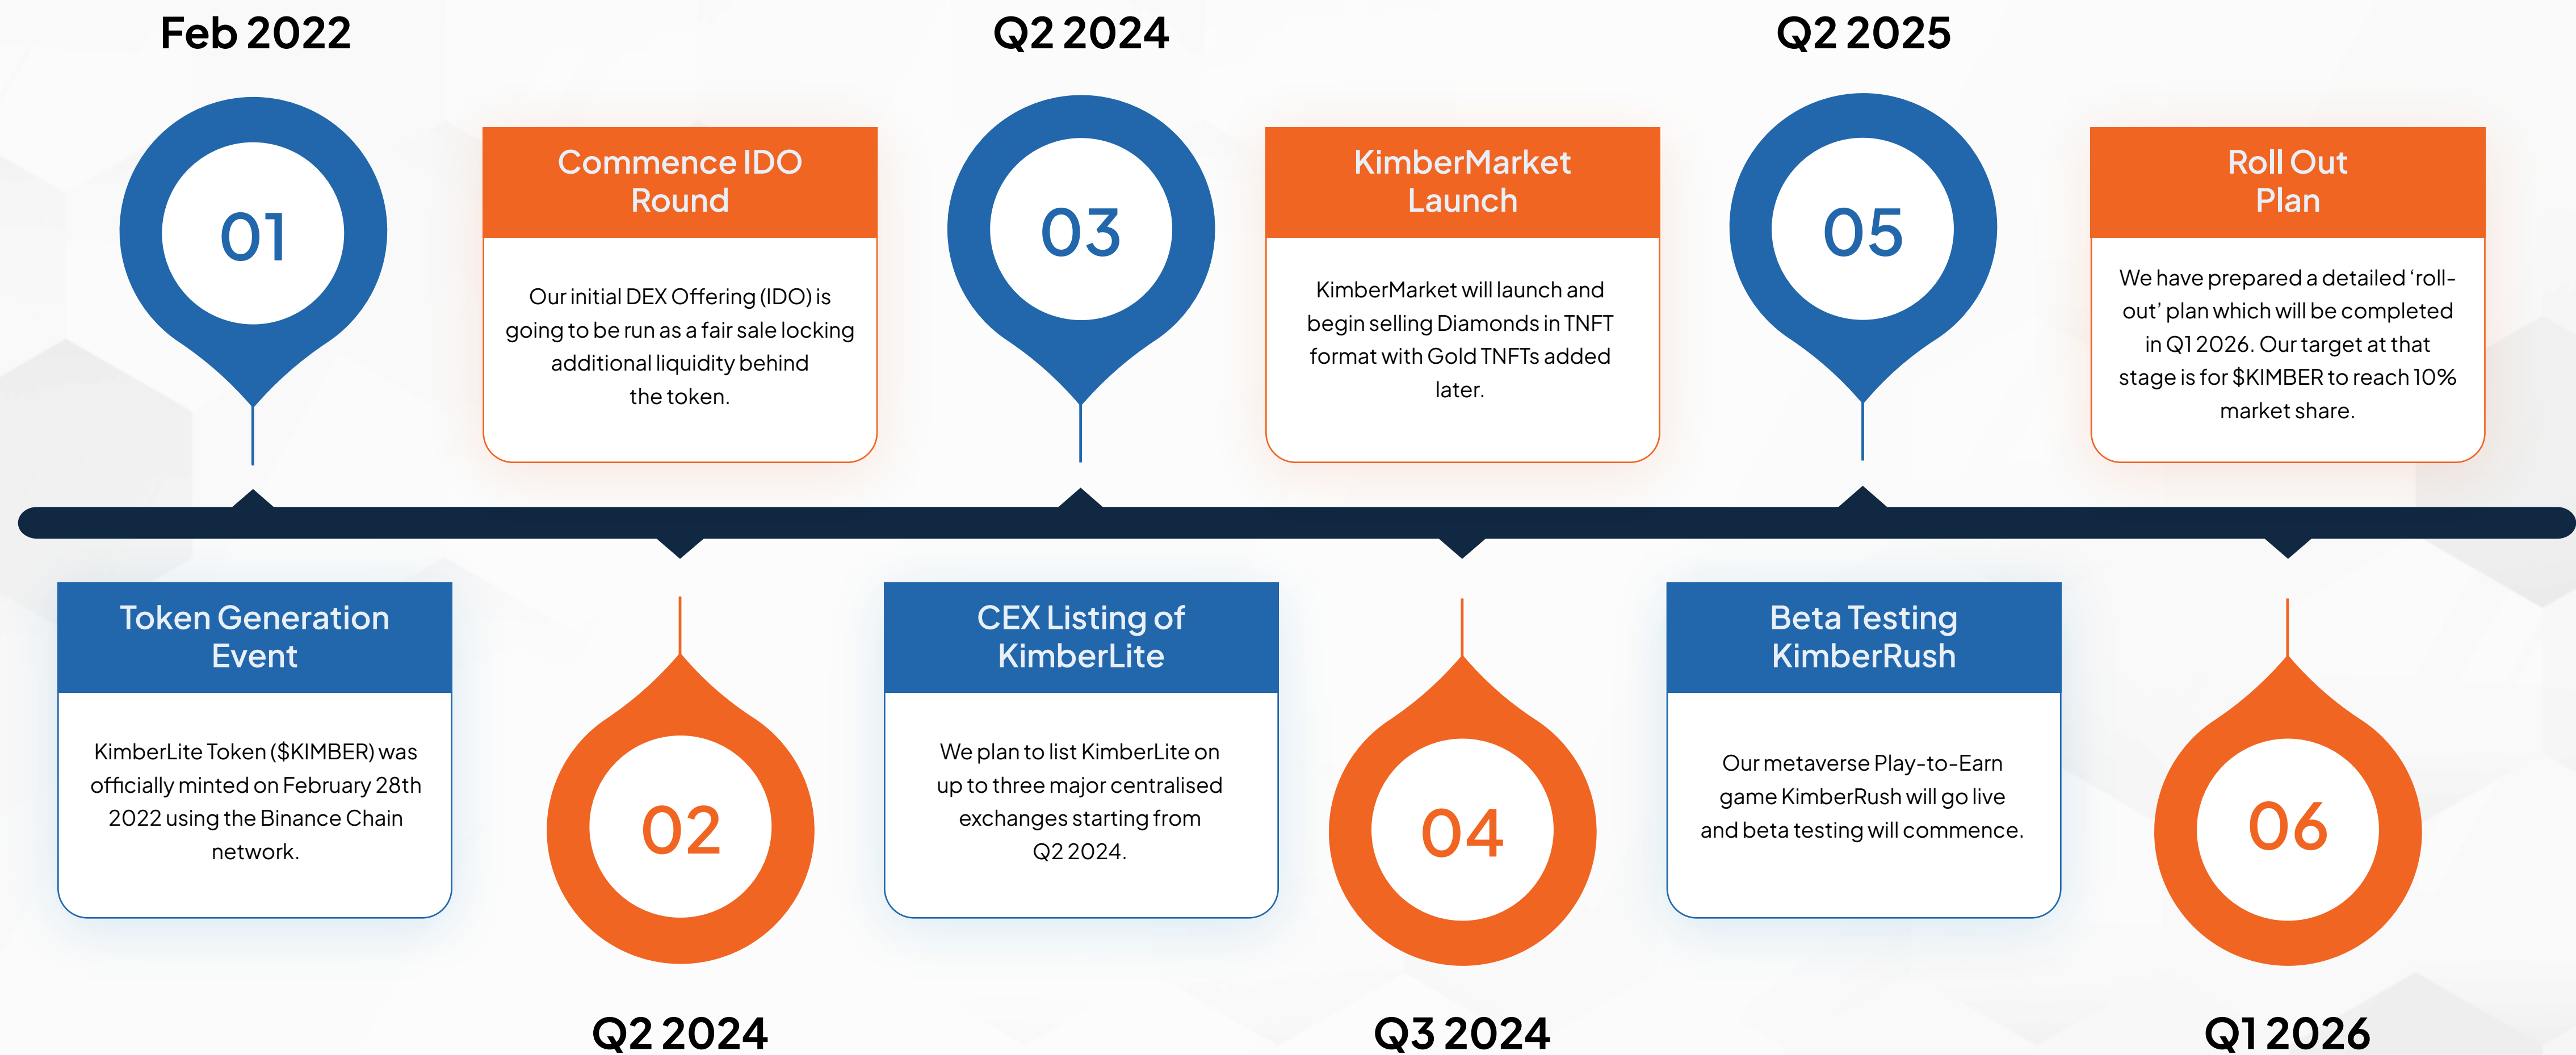 Feb 2022
01
Token Generation
Event
KimberLite Token ($KIMBER) was
officially minted on February 28th
2022 using the Binance Chain
network.
Commence IDO
Round
Our initial DEX Offering (IDO) is
going to be run as a fair sale locking
additional liquidity behind
the token.
02
Q2 2024
Q2 2024
03
CEX Listing of
KimberLite
We plan to list KimberLite on
up to three major centralised
exchanges starting from
Q2 2024.
KimberMarket
Launch
KimberMarket will launch and
begin selling Diamonds in TNFT
format with Gold TNFTs added
later.
04
Q3 2024
Q2 2025
05
Beta Testing
KimberRush
Our metaverse Play-to-Earn
game KimberRush will go live
and beta testing will commence.
Roll Out
Plan
We have prepared a detailed ‘roll-
out’ plan which will be completed
in Q1 2026. Our target at that
stage is for $KIMBER to reach 10%
market share.
06
Q1 2026